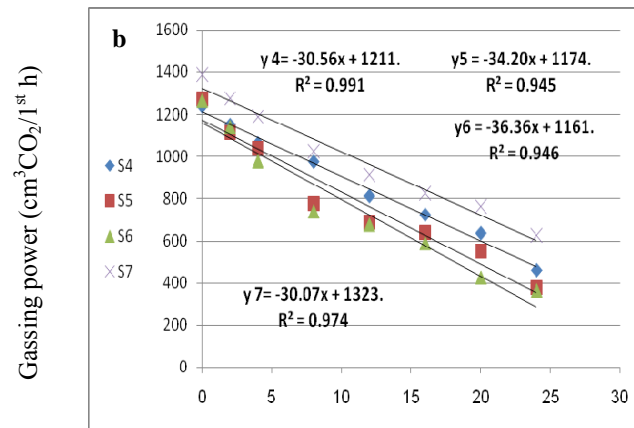 b
Gassing power (cm³CO₂/1ˢᵗ h)
1600
1400
1200
1000
800
600
400
200
0
y 4= -30.56x + 1211.
R² = 0.991
y5= -34.20x + 1174.
R² = 0.945
y6= -36.36x + 1161.
R² = 0.946
y 7= -30.07x + 1323.
R² = 0.974
S4
S5
S6
S7
0 5 10 15 20 25 30